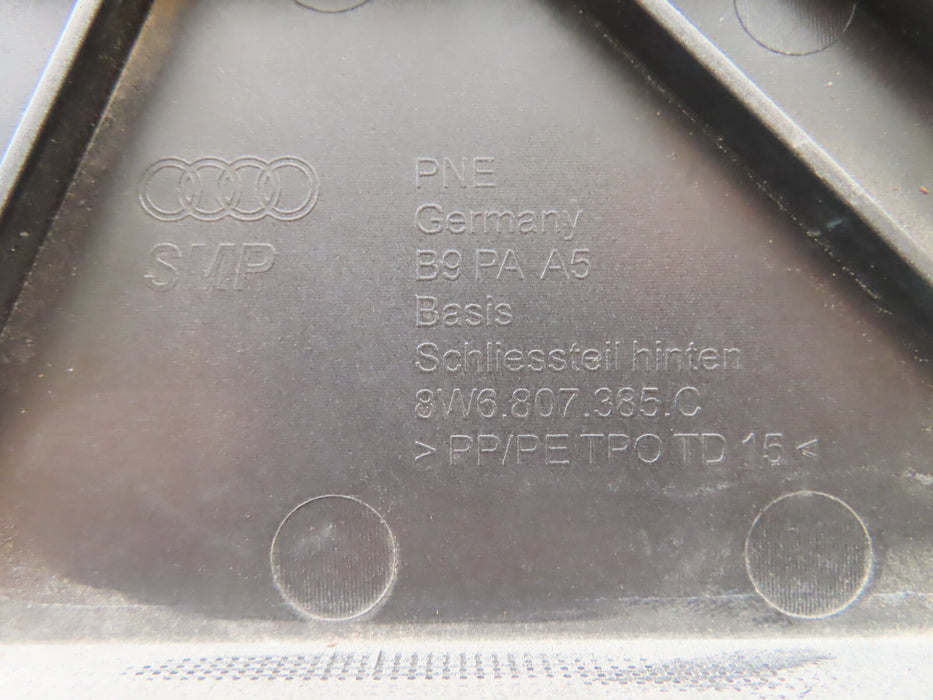 SMP
PNE
Germany
B9 PA A5
Basis
Schliessteil hinten
8W6.807.385.C
> PP/PE TPO TD 15 <